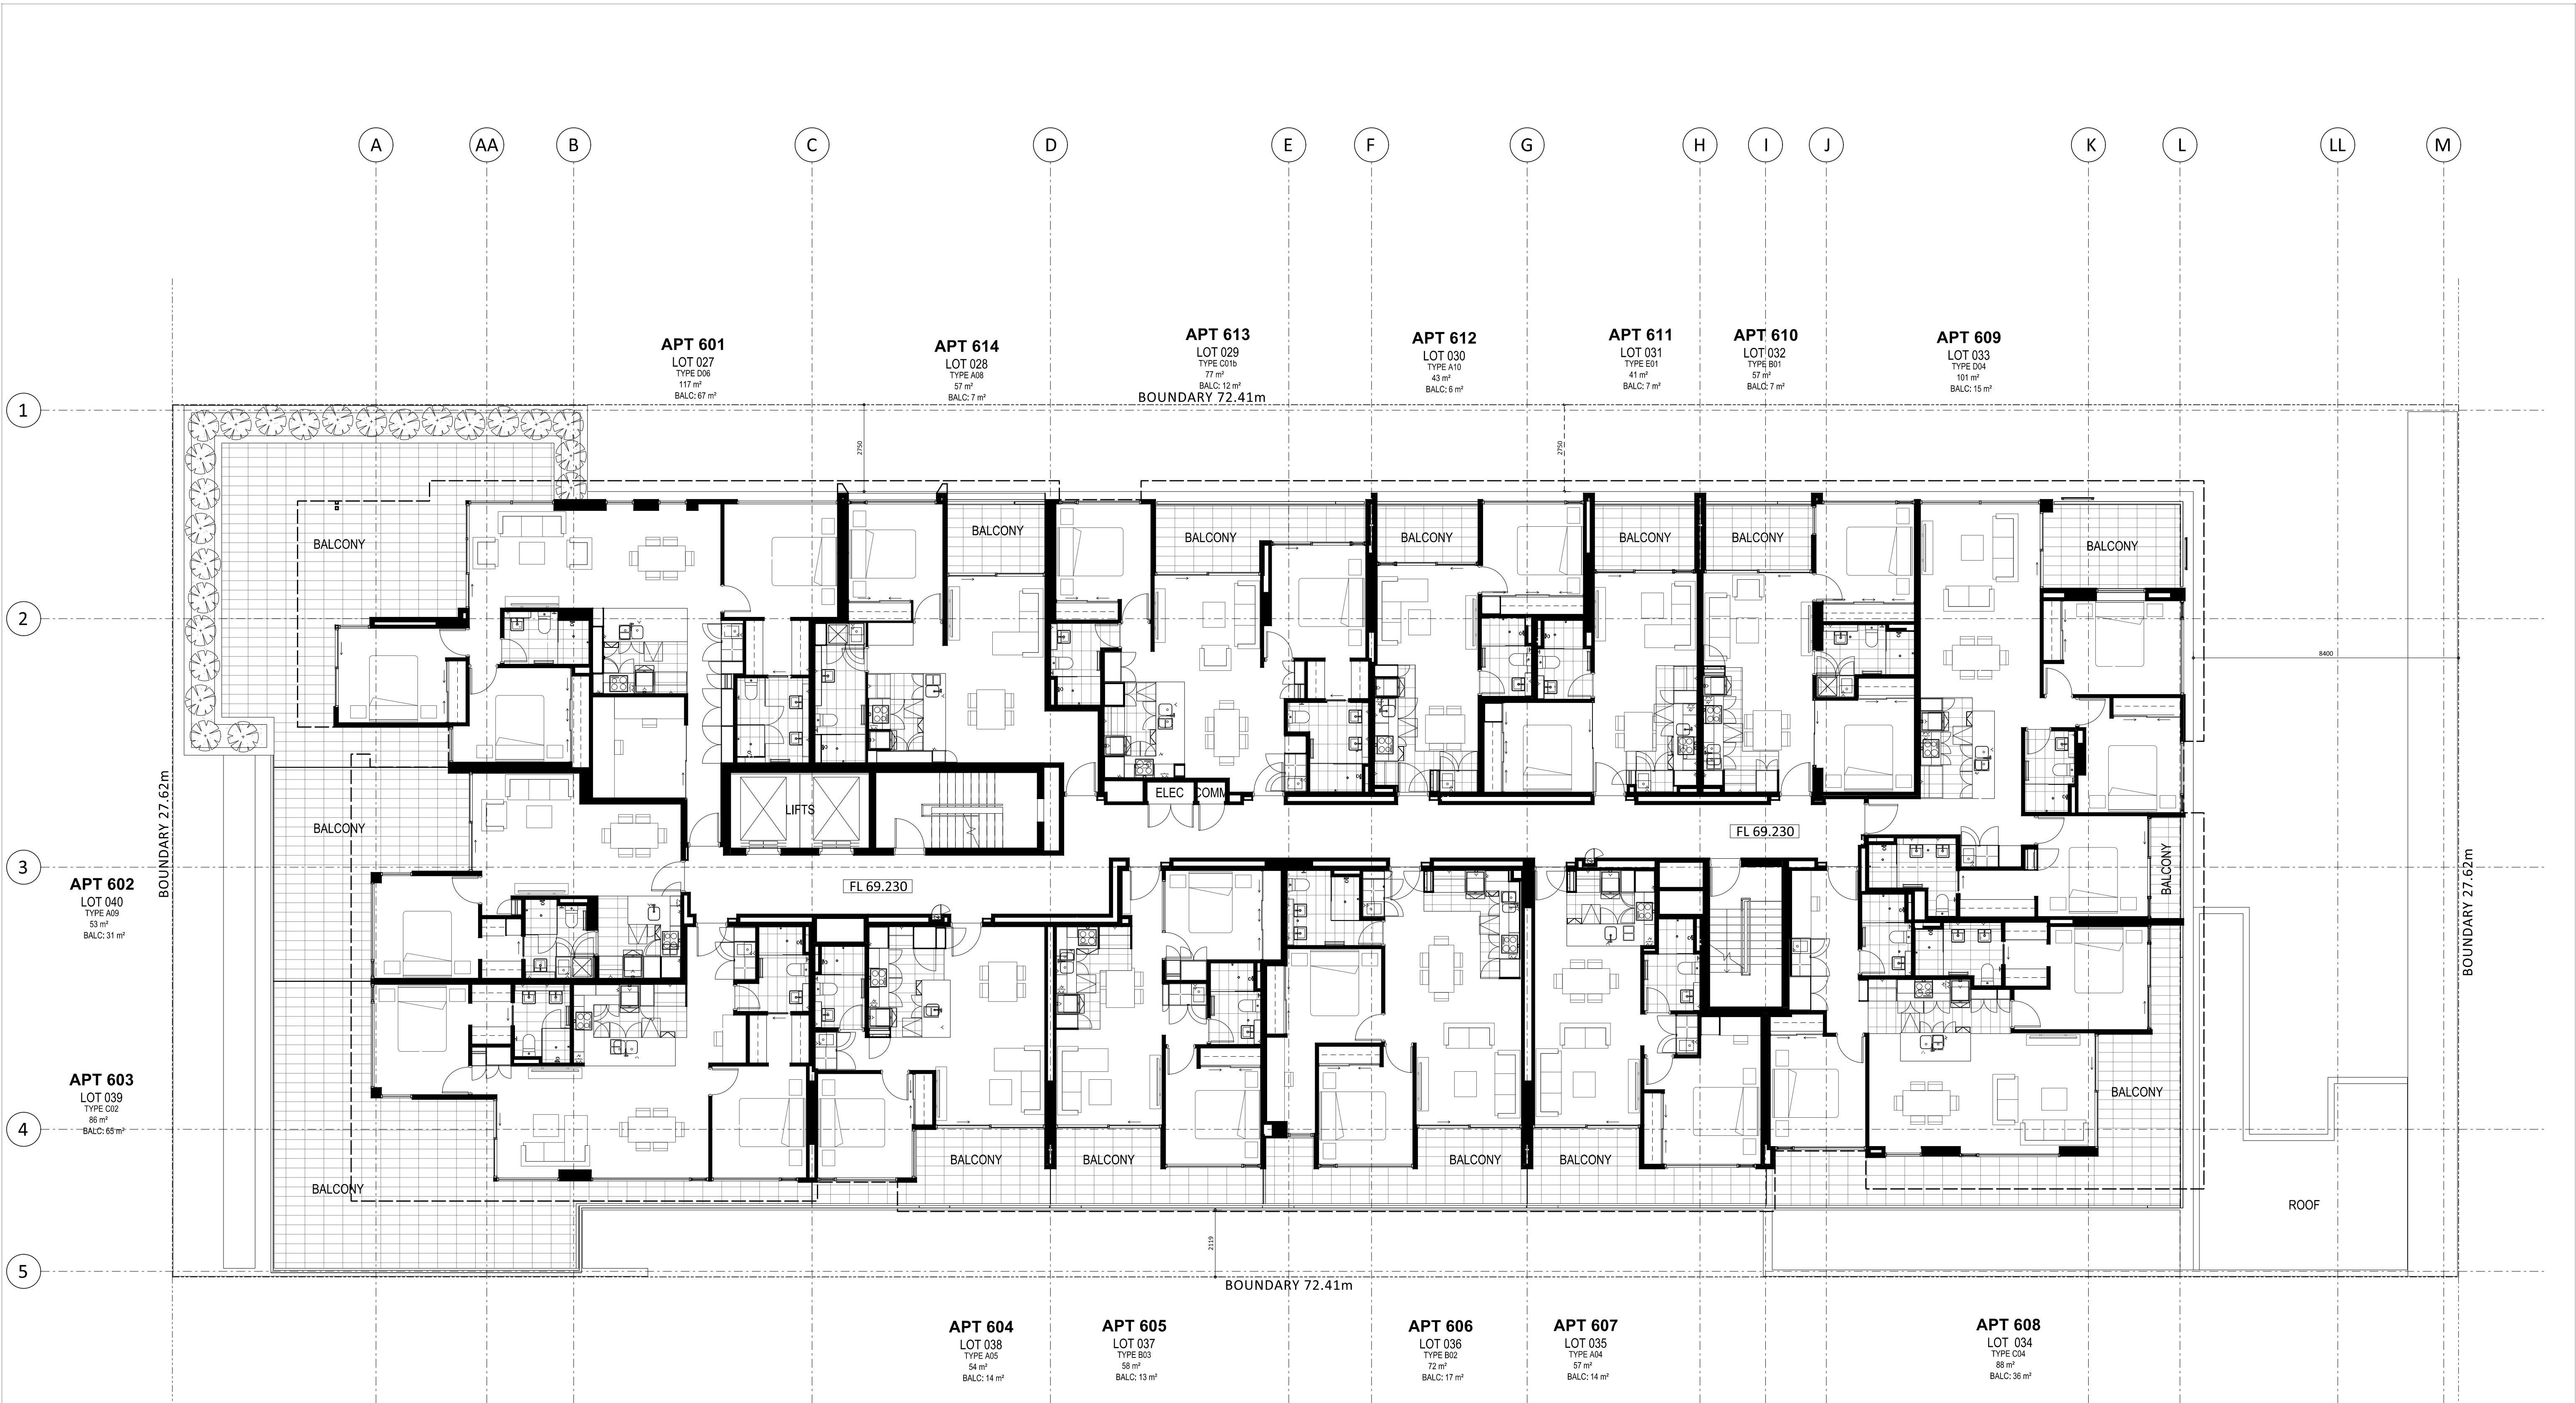 A
AA
B
C
D
E
F
G
H
I
J
K
L
LL
M
APT 601
LOT 027
TYPE D06
117 m²
BALC: 67 m²
APT 614
LOT 028
TYPE A08
57 m²
BALC: 7 m²
APT 613
LOT 029
TYPE C01b
77 m²
BALC: 12 m²
APT 612
LOT 030
TYPE A10
43 m²
BALC: 6 m²
APT 611
LOT 031
TYPE E01
41 m²
BALC: 7 m²
APT 610
LOT 032
TYPE B01
57 m²
BALC: 7 m²
APT 609
LOT 033
TYPE D04
101 m²
BALC: 15 m²
BOUNDARY 72.41m
1
2750
2750
BALCONY
BALCONY
BALCONY
BALCONY
BALCONY
BALCONY
BALCONY
2
8400
BOUNDARY 27.62m
BALCONY
LIFTS
ELEC
COMM
FL 69.230
3
FL 69.230
BALCONY
BOUNDARY 27.62m
APT 602
LOT 040
TYPE A09
53 m²
BALC: 31 m²
APT 603
LOT 039
TYPE C02
86 m²
BALC: 65 m²
4
BALCONY
BALCONY
BALCONY
BALCONY
BALCONY
BALCONY
ROOF
2119
5
BOUNDARY 72.41m
APT 604
LOT 038
TYPE A05
54 m²
BALC: 14 m²
APT 605
LOT 037
TYPE B03
58 m²
BALC: 13 m²
APT 606
LOT 036
TYPE B02
72 m²
BALC: 17 m²
APT 607
LOT 035
TYPE A04
57 m²
BALC: 14 m²
APT 608
LOT 034
TYPE C04
88 m²
BALC: 36 m²